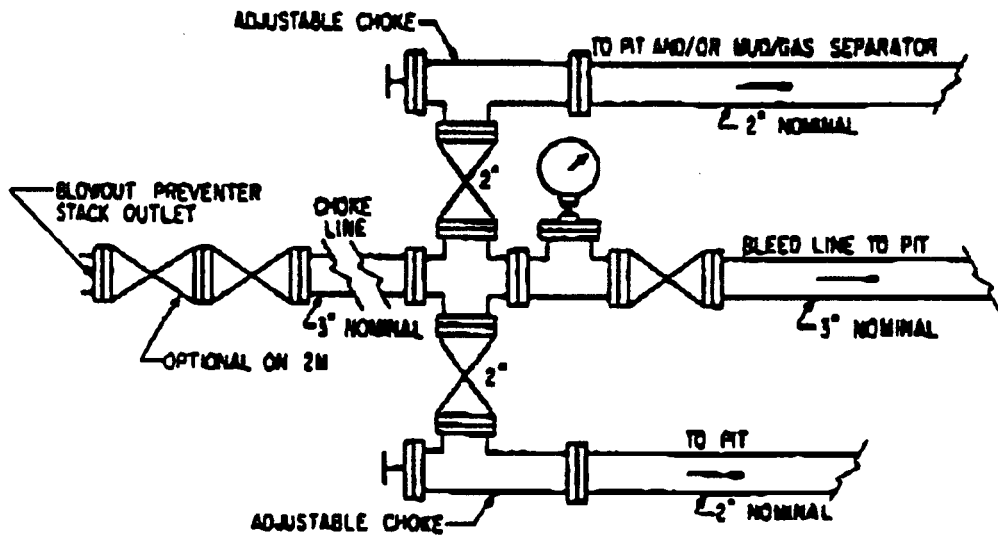 ADJUSTABLE CHOKE
TO PIT AND/OR MUD/GAS SEPARATOR
2" NOMINAL
2"
BLOWOUT PREVENTER
STACK OUTLET
CHOKE
LINE
BLEED LINE TO PIT
3" NOMINAL
3" NOMINAL
OPTIONAL ON 2M
2"
TO PIT
2" NOMINAL
ADJUSTABLE CHOKE